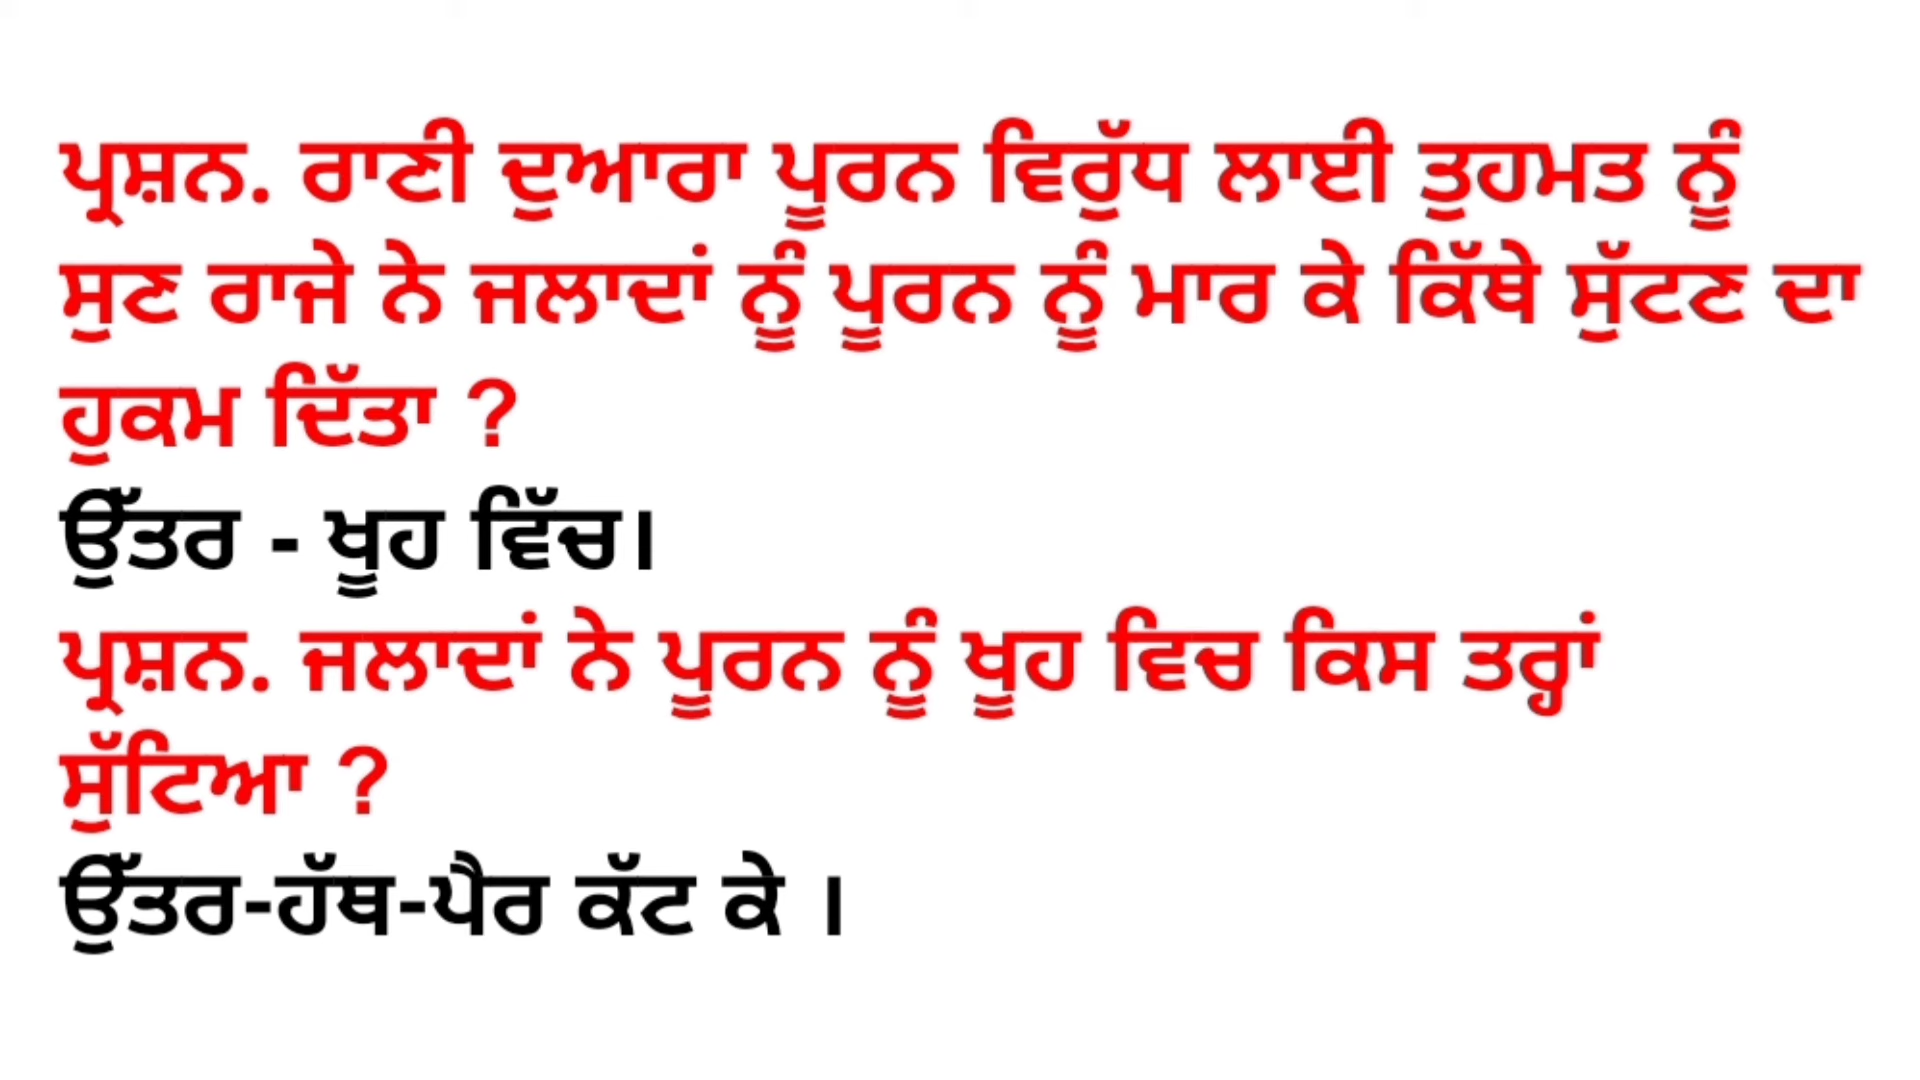 ਪ੍ਰਸ਼ਨ. ਰਾਣੀ ਦੁਆਰਾ ਪੂਰਨ ਵਿਰੁੱਧ ਲਾਈ ਤੁਹਮਤ ਨੂੰ
ਸੁਣ ਰਾਜੇ ਨੇ ਜਲਾਦਾਂ ਨੂੰ ਪੂਰਨ ਨੂੰ ਮਾਰ ਕੇ ਕਿੱਥੇ ਸੁੱਟਣ ਦਾ
ਹੁਕਮ ਦਿੱਤਾ ?
ਉੱਤਰ - ਖੂਹ ਵਿੱਚ।
ਪ੍ਰਸ਼ਨ. ਜਲਾਦਾਂ ਨੇ ਪੂਰਨ ਨੂੰ ਖੂਹ ਵਿਚ ਕਿਸ ਤਰ੍ਹਾਂ
ਸੁੱਟਿਆ ?
ਉੱਤਰ-ਹੱਥ-ਪੈਰ ਕੱਟ ਕੇ ।